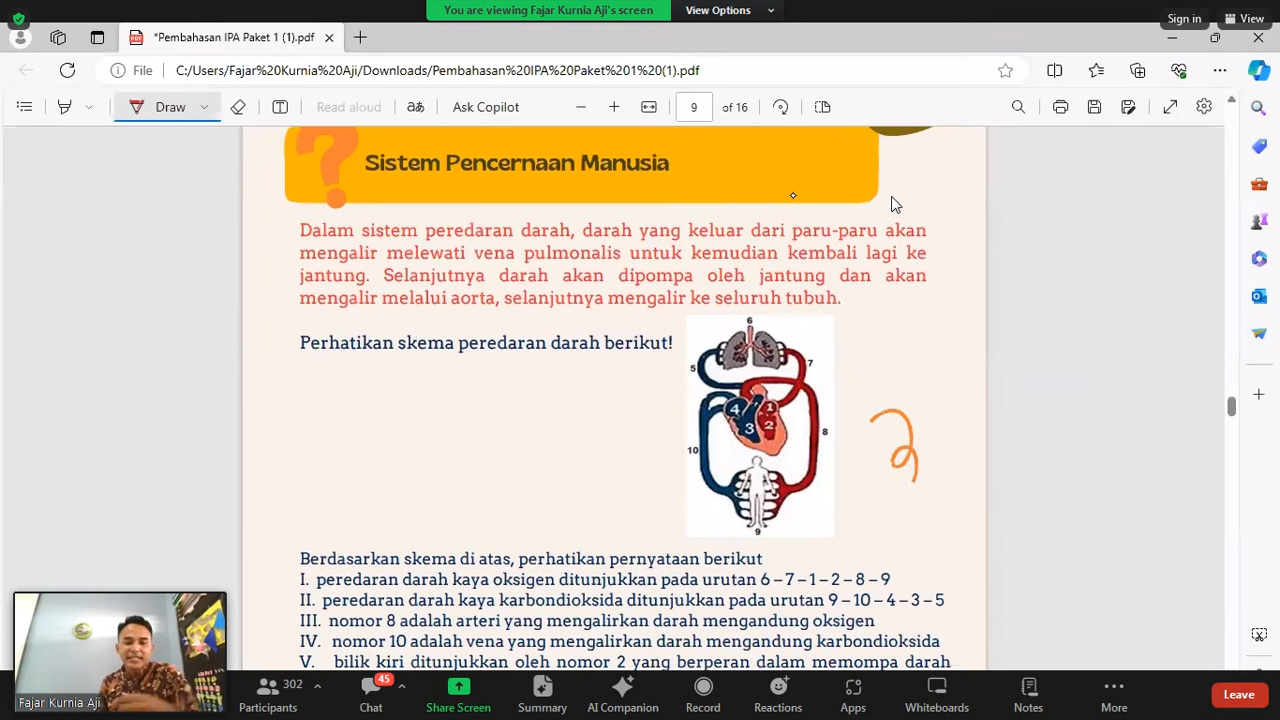 You are viewing Fajar Kurnia Aji's screen
View Options
Sign in
View
*Pembahasan IPA Paket 1 (1).pdf
File
C:/Users/Fajar%20Kurnia%20Aji/Downloads/Pembahasan%20IPA%20Paket%201%20(1).pdf
Draw
Read aloud
aあ
Ask Copilot
9 of 16
?
Sistem Pencernaan Manusia
Dalam sistem peredaran darah, darah yang keluar dari paru-paru akan
mengalir melewati vena pulmonalis untuk kemudian kembali lagi ke
jantung. Selanjutnya darah akan dipompa oleh jantung dan akan
mengalir melalui aorta, selanjutnya mengalir ke seluruh tubuh.
Perhatikan skema peredaran darah berikut!
6
5
7
4
1
3
2
8
10
9
Berdasarkan skema di atas, perhatikan pernyataan berikut
I. peredaran darah kaya oksigen ditunjukkan pada urutan 6 – 7 – 1 – 2 – 8 – 9
II. peredaran darah kaya karbondioksida ditunjukkan pada urutan 9 – 10 – 4 – 3 – 5
III. nomor 8 adalah arteri yang mengalirkan darah mengandung oksigen
IV. nomor 10 adalah vena yang mengalirkan darah mengandung karbondioksida
V. bilik kiri ditunjukkan oleh nomor 2 yang berperan dalam memompa darah
Fajar Kurnia Aji
302
Participants
45
Chat
Share Screen
Summary
AI Companion
Record
Reactions
Apps
Whiteboards
Notes
More
Leave